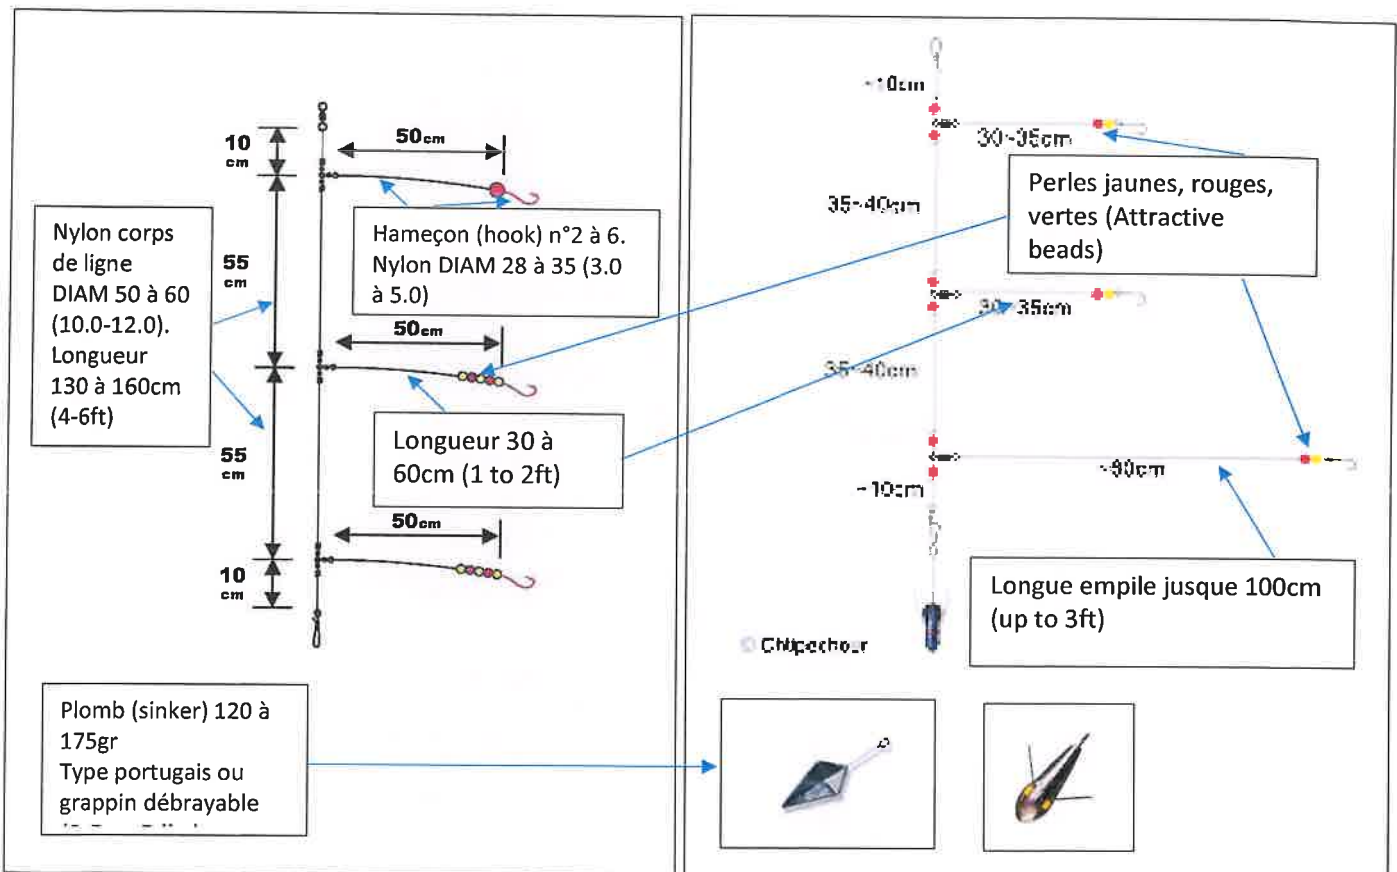 10
cm
50cm
Nylon corps
de ligne
DIAM 50 à 60
(10.0-12.0).
Longueur
130 à 160cm
(4-6ft)
55
cm
Hameçon (hook) n°2 à 6.
Nylon DIAM 28 à 35 (3.0
à 5.0)
50cm
Longueur 30 à
60cm (1 to 2ft)
55
cm
50cm
10
cm
Plomb (sinker) 120 à
175gr
Type portugais ou
grappin débrayable
~10cm
30~35cm
Perles jaunes, rouges,
vertes (Attractive
beads)
35~40cm
30~35cm
35~40cm
~10cm
Longue empile jusque 100cm
(up to 3ft)